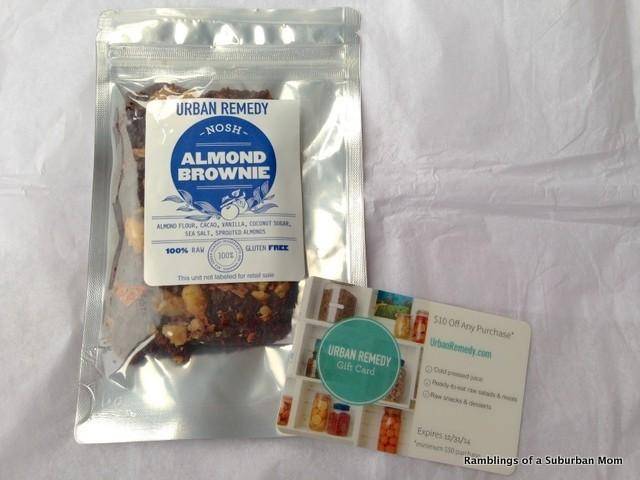 URBAN REMEDY
NOSH
ALMOND
BROWNIE
ALMOND FLOUR, CACAO, VANILLA, COCONUT SUGAR,
SEA SALT, SPROUTED ALMONDS
100% RAW
100%
GLUTEN FREE
This unit not labeled for retail sale
URBAN REMEDY
Gift Card
$10 Off Any Purchase*
UrbanRemedy.com
Cold pressed juice
Ready-to-eat raw salads & meals
Raw snacks & desserts
Expires 12/31/14
*minimum $50 purchase
Ramblings of a Suburban Mom